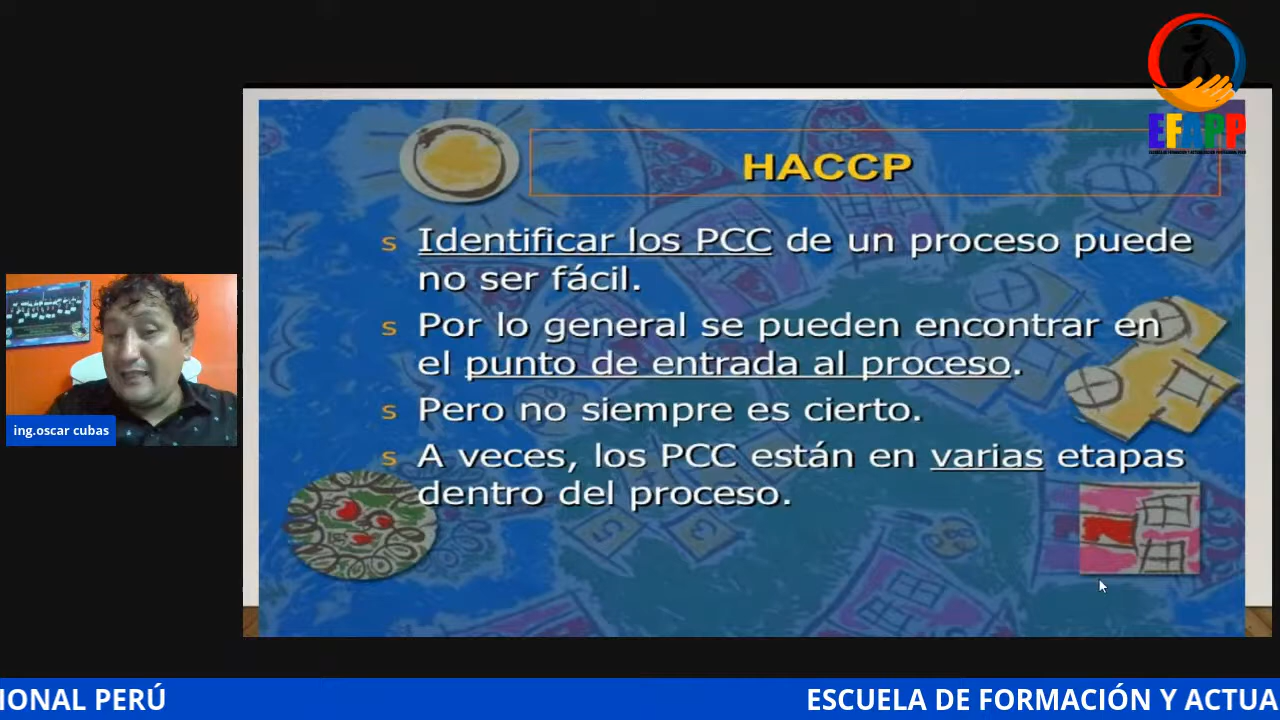 EFAPP
HACCP
s Identificar los PCC de un proceso puede
no ser fácil.
s Por lo general se pueden encontrar en
el punto de entrada al proceso.
s Pero no siempre es cierto.
s A veces, los PCC están en varias etapas
dentro del proceso.
ing.oscar cubas
IONAL PERÚ
ESCUELA DE FORMACIÓN Y ACTUA